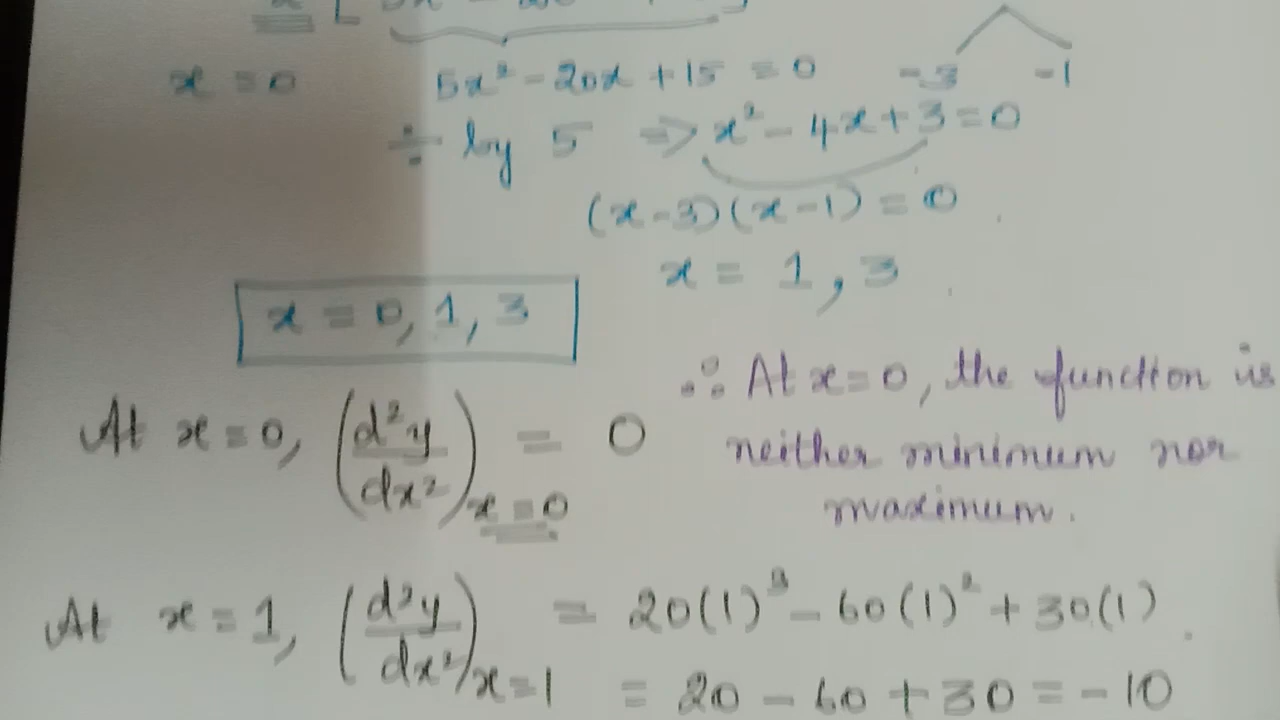 x = 0 5x² - 20x + 15 = 0 -3 -1
÷ by 5 => x² - 4x + 3 = 0
(x-3)(x-1) = 0
x = 1, 3
x = 0, 1, 3
∴ At x=0, the function is
neither minimum nor
maximum.
At x=0, (d²y/dx²)x=0 = 0
At x=1, (d²y/dx²)x=1 = 20(1)³ - 60(1)² + 30(1)
= 20 - 60 + 30 = -10